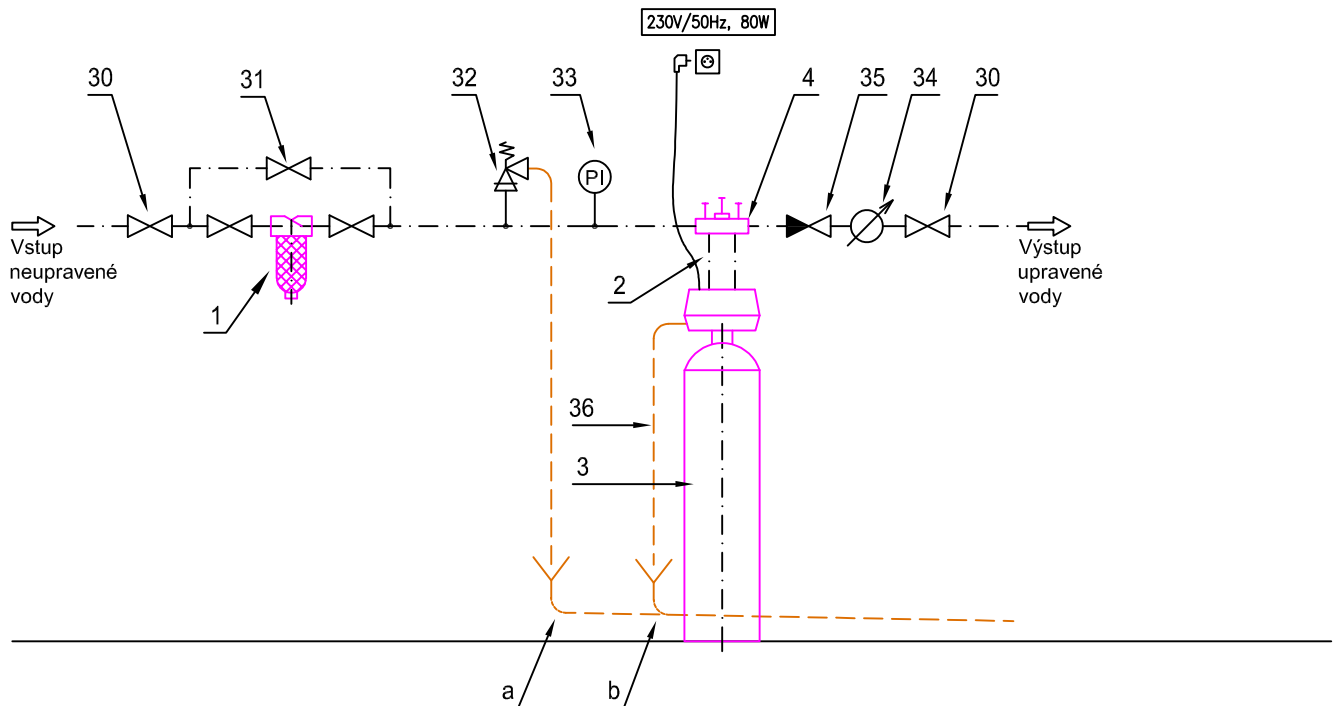 230V/50Hz, 80W
30
31
32
33
4
35
34
30
PI
Vstup
neupravené
vody
Výstup
upravené
vody
1
2
36
3
a
b